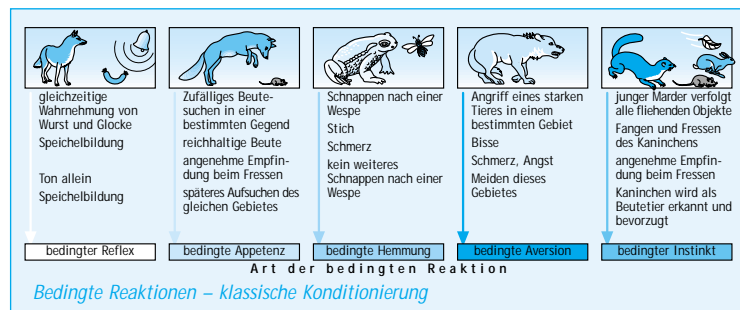 gleichzeitige
Wahrnehmung von
Wurst und Glocke
Speichelbildung
Ton allein
Speichelbildung
bedingter Reflex
Zufälliges Beute-
suchen in einer
bestimmten Gegend
reichhaltige Beute
angenehme Empfin-
dung beim Fressen
späteres Aufsuchen des
gleichen Gebietes
bedingte Appetenz
Schnappen nach einer
Wespe
Stich
Schmerz
kein weiteres
Schnappen nach einer
Wespe
bedingte Hemmung
Angriff eines starken
Tieres in einem
bestimmten Gebiet
Bisse
Schmerz, Angst
Meiden dieses
Gebietes
bedingte Aversion
junger Marder verfolgt
alle fliehenden Objekte
Fangen und Fressen
des Kaninchens
angenehme Empfin-
dung beim Fressen
Kaninchen wird als
Beutetier erkannt und
bevorzugt
bedingter Instinkt
Art der bedingten Reaktion
Bedingte Reaktionen – klassische Konditionierung